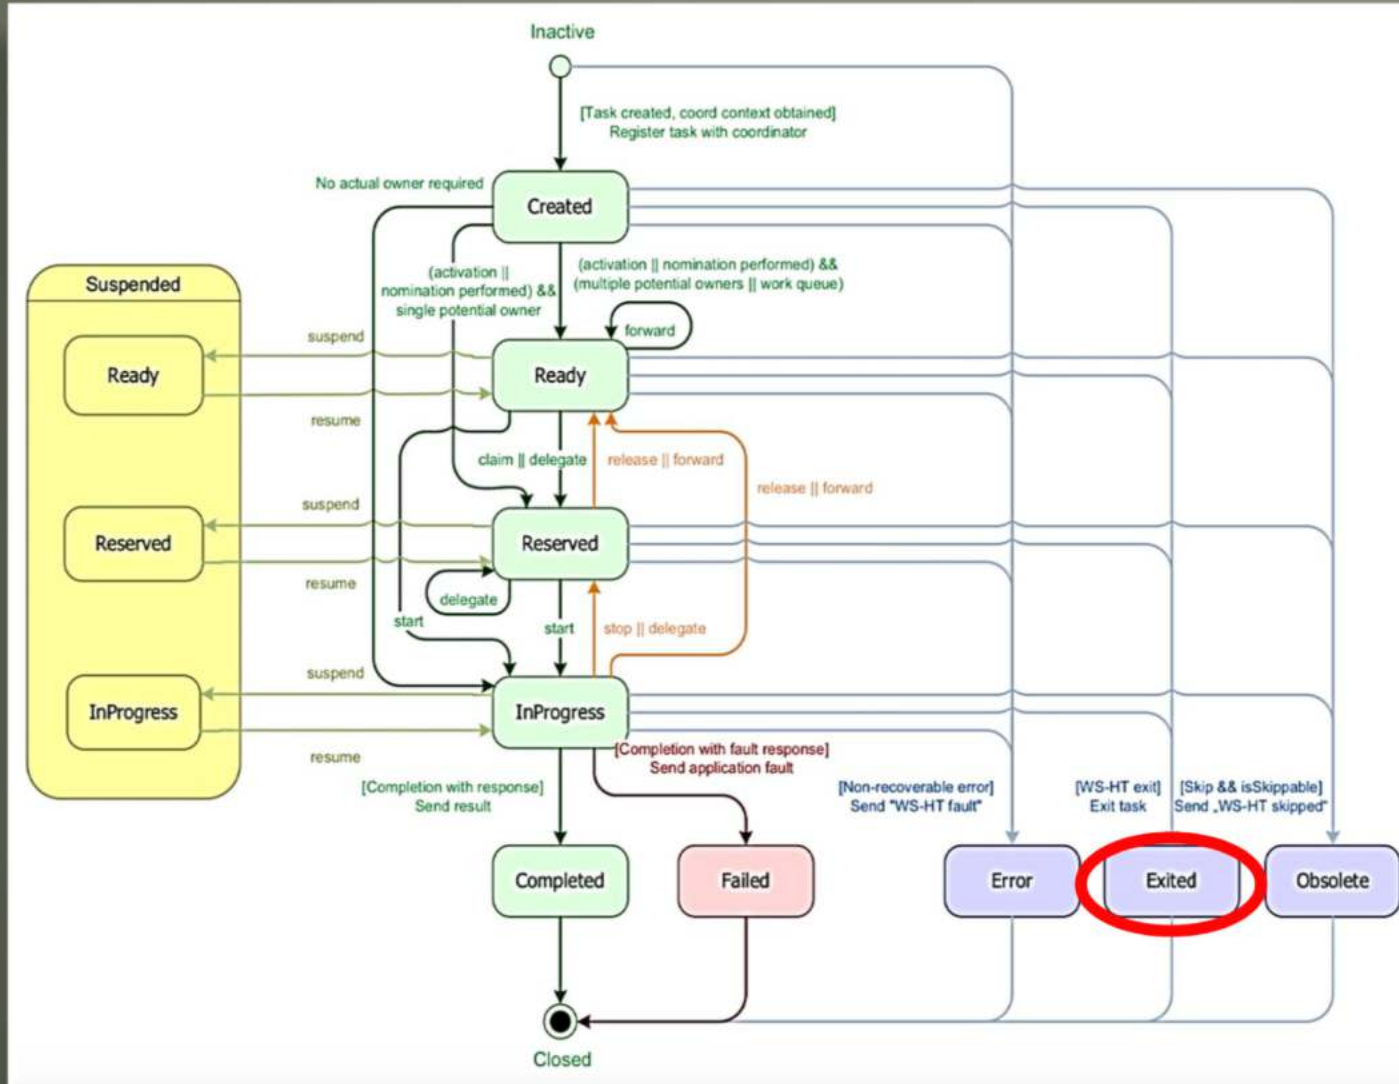 Inactive
[Task created, coord context obtained]
Register task with coordinator
No actual owner required
Created
(activation ||
nomination performed) &&
single potential owner
(activation || nomination performed) &&
(multiple potential owners || work queue)
forward
Suspended
suspend
Ready
Ready
resume
claim || delegate
release || forward
release || forward
suspend
Reserved
Reserved
resume
delegate
start
start
stop || delegate
suspend
InProgress
InProgress
resume
[Completion with response]
Send result
[Completion with fault response]
Send application fault
[Non-recoverable error]
Send "WS-HT fault"
[WS-HT exit]
Exit task
[Skip && isSkippable]
Send „WS-HT skipped"
Completed
Failed
Error
Exited
Obsolete
Closed